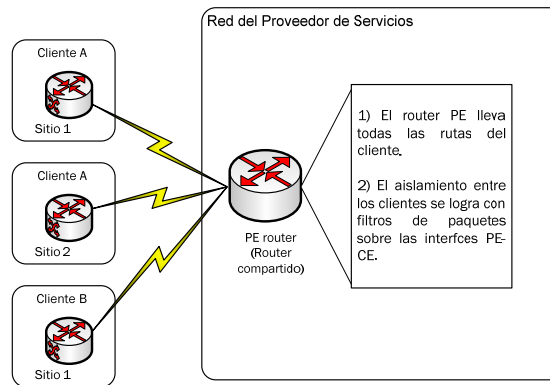 Red del Proveedor de Servicios
Cliente A
Sitio 1
Cliente A
Sitio 2
Cliente B
Sitio 1
PE router
(Router
compartido)
1) El router PE lleva
todas las rutas del
cliente.
2) El aislamiento entre
los clientes se logra con
filtros de paquetes
sobre las interfces PE-
CE.